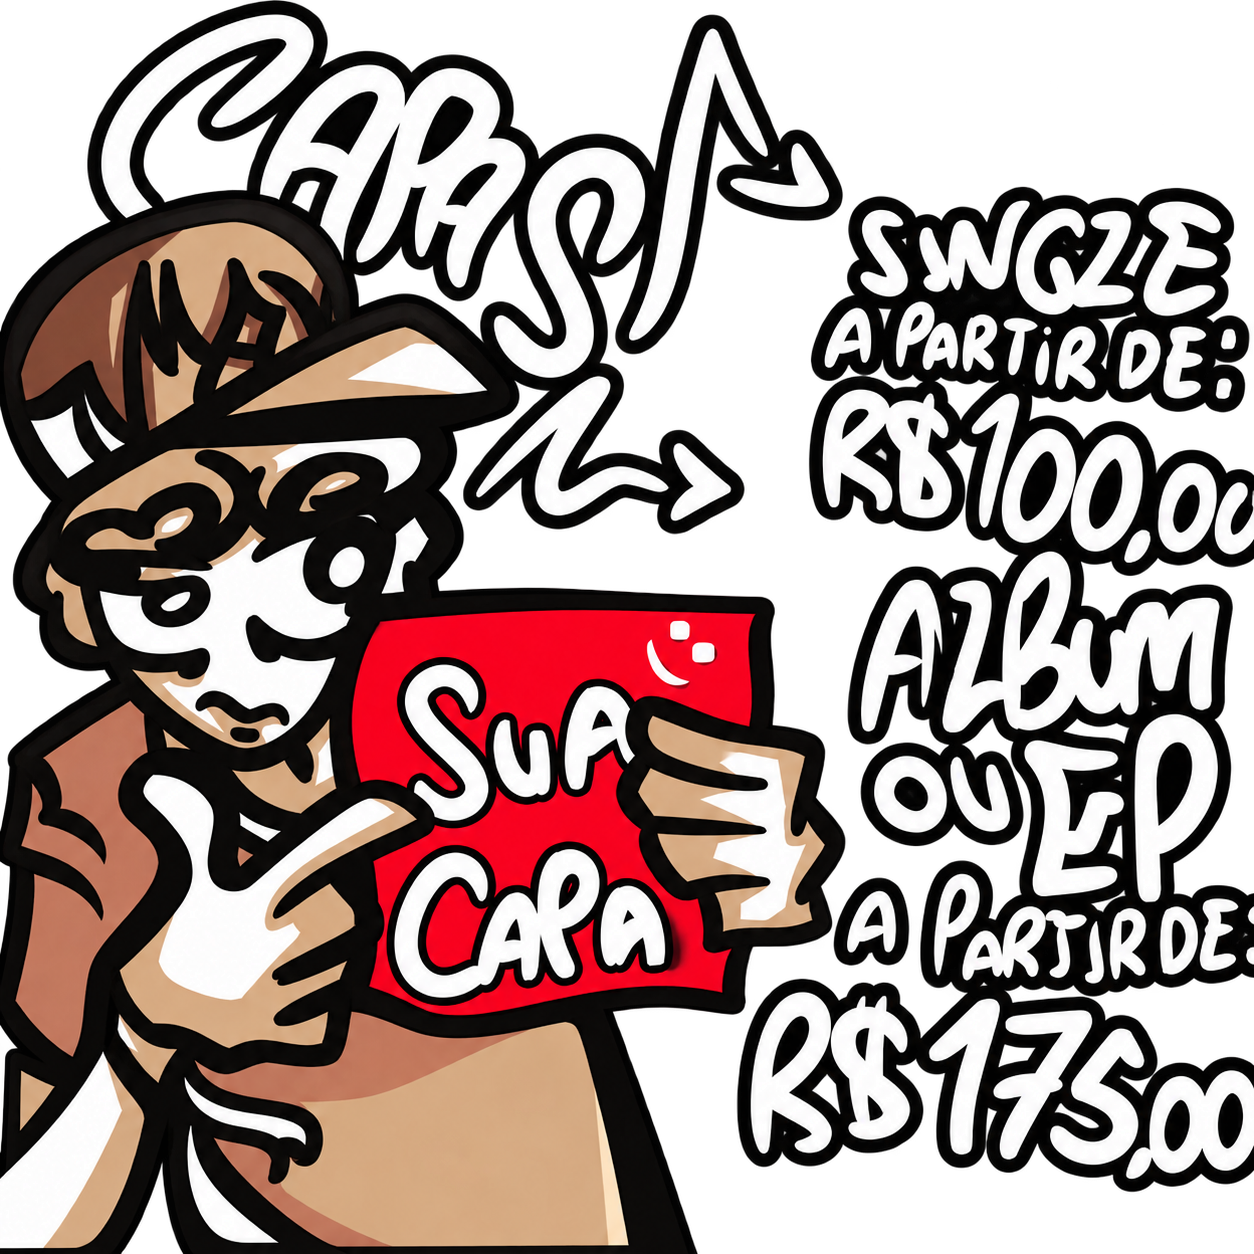 CAPAS
SINGLE
A PARTIR DE:
R$100,00
ALBUM
OU EP
A PARTIR DE:
R$175,00
SUA
CAPA